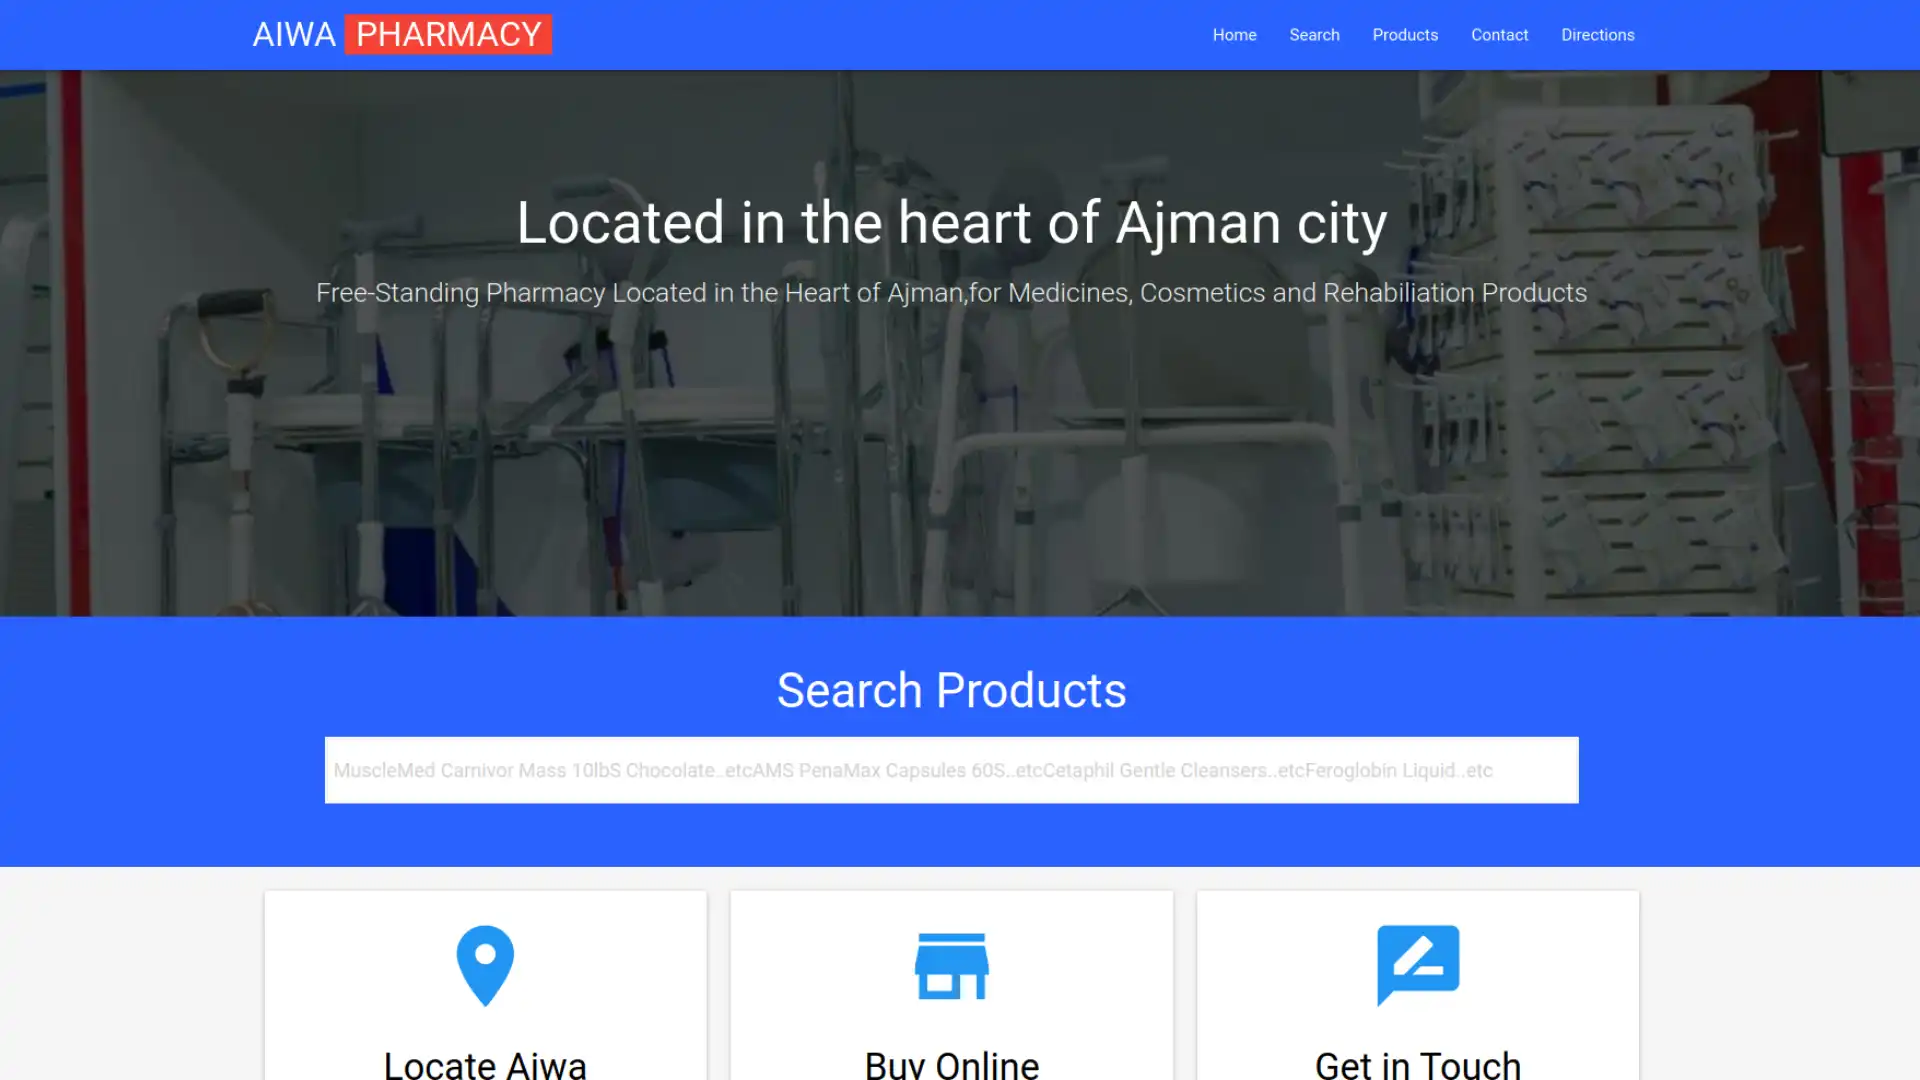 AIWA PHARMACY
Home Search Products Contact Directions
Located in the heart of Ajman city
Free-Standing Pharmacy Located in the Heart of Ajman,for Medicines, Cosmetics and Rehabiliation Products
Search Products
MuscleMed Carnivor Mass 10lbS Chocolate..etcAMS PenaMax Capsules 60S..etcCetaphil Gentle Cleansers..etcFeroglobin Liquid..etc
Locate Aiwa
Buy Online
Get in Touch